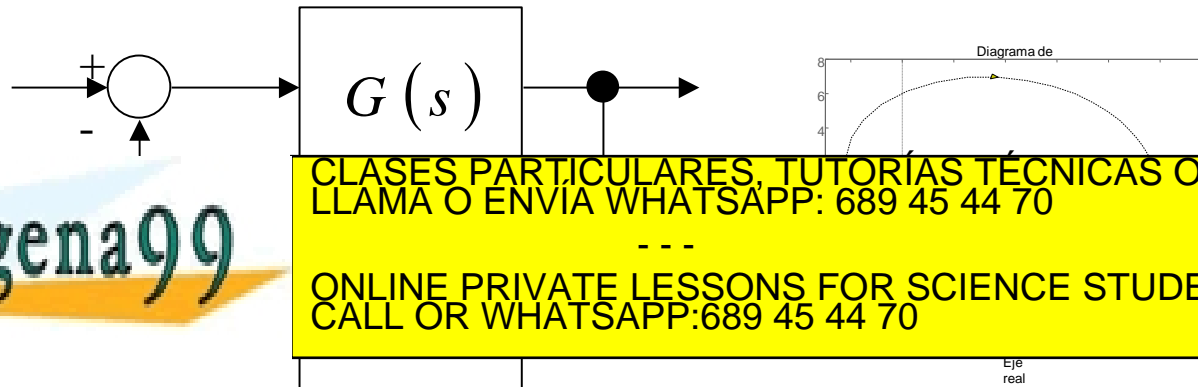 Diagrama de
8
+
6
G ( s )
-
4
CLASES PARTICULARES, TUTORÍAS TÉCNICAS O
LLAMA O ENVÍA WHATSAPP: 689 45 44 70
- - -
gena99
ONLINE PRIVATE LESSONS FOR SCIENCE STUDE
CALL OR WHATSAPP:689 45 44 70
Eje
real